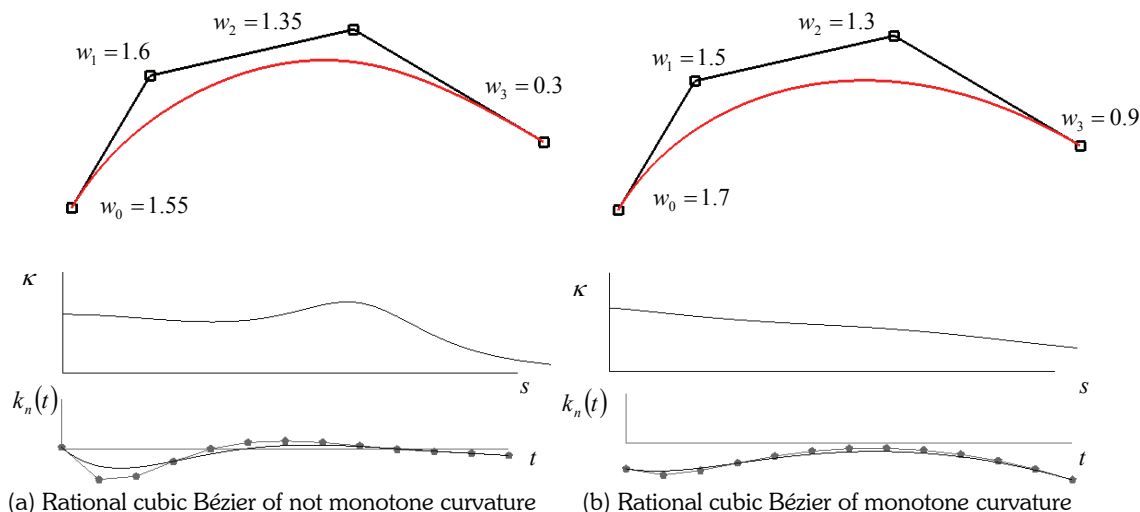 w₂ = 1.35
w₁ = 1.6
w₃ = 0.3
w₀ = 1.55
κ
s
kₙ(t)
t
(a) Rational cubic Bézier of not monotone curvature
w₂ = 1.3
w₁ = 1.5
w₃ = 0.9
w₀ = 1.7
κ
s
kₙ(t)
t
(b) Rational cubic Bézier of monotone curvature